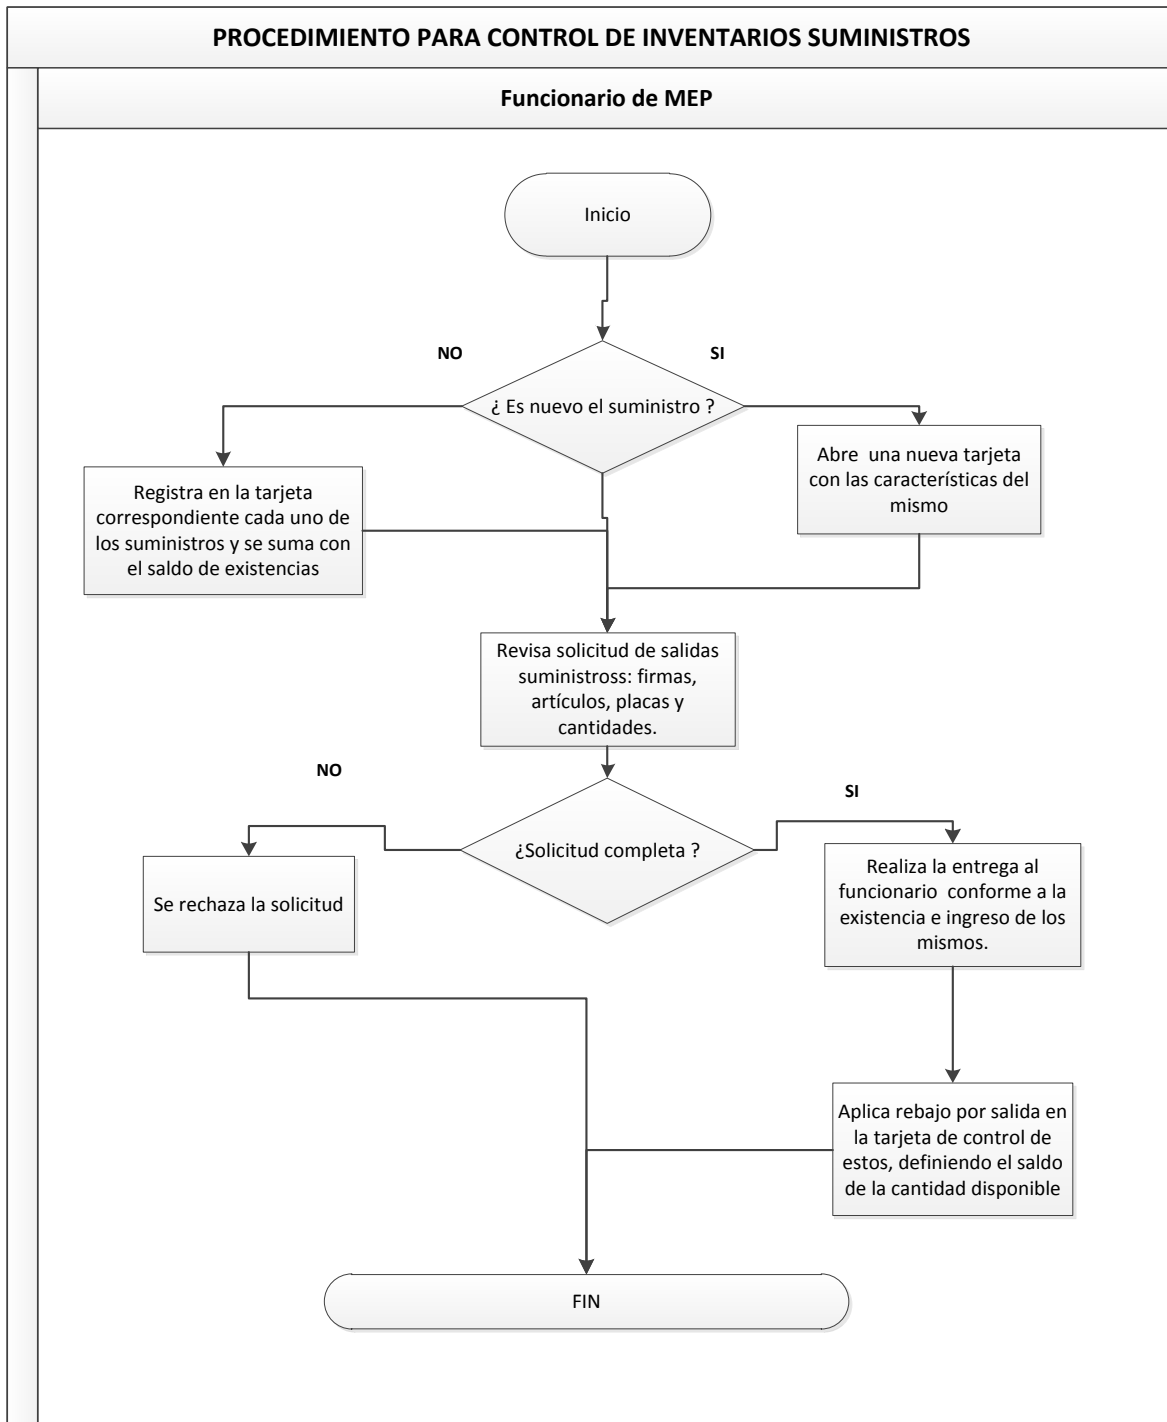 PROCEDIMIENTO PARA CONTROL DE INVENTARIOS SUMINISTROS
Funcionario de MEP
Inicio
NO
SI
¿ Es nuevo el suministro ?
Registra en la tarjeta
correspondiente cada uno de
los suministros y se suma con
el saldo de existencias
Abre una nueva tarjeta
con las características del
mismo
Revisa solicitud de salidas
suministross: firmas,
artículos, placas y
cantidades.
NO
SI
¿Solicitud completa ?
Se rechaza la solicitud
Realiza la entrega al
funcionario conforme a la
existencia e ingreso de los
mismos.
Aplica rebajo por salida en
la tarjeta de control de
estos, definiendo el saldo
de la cantidad disponible
FIN